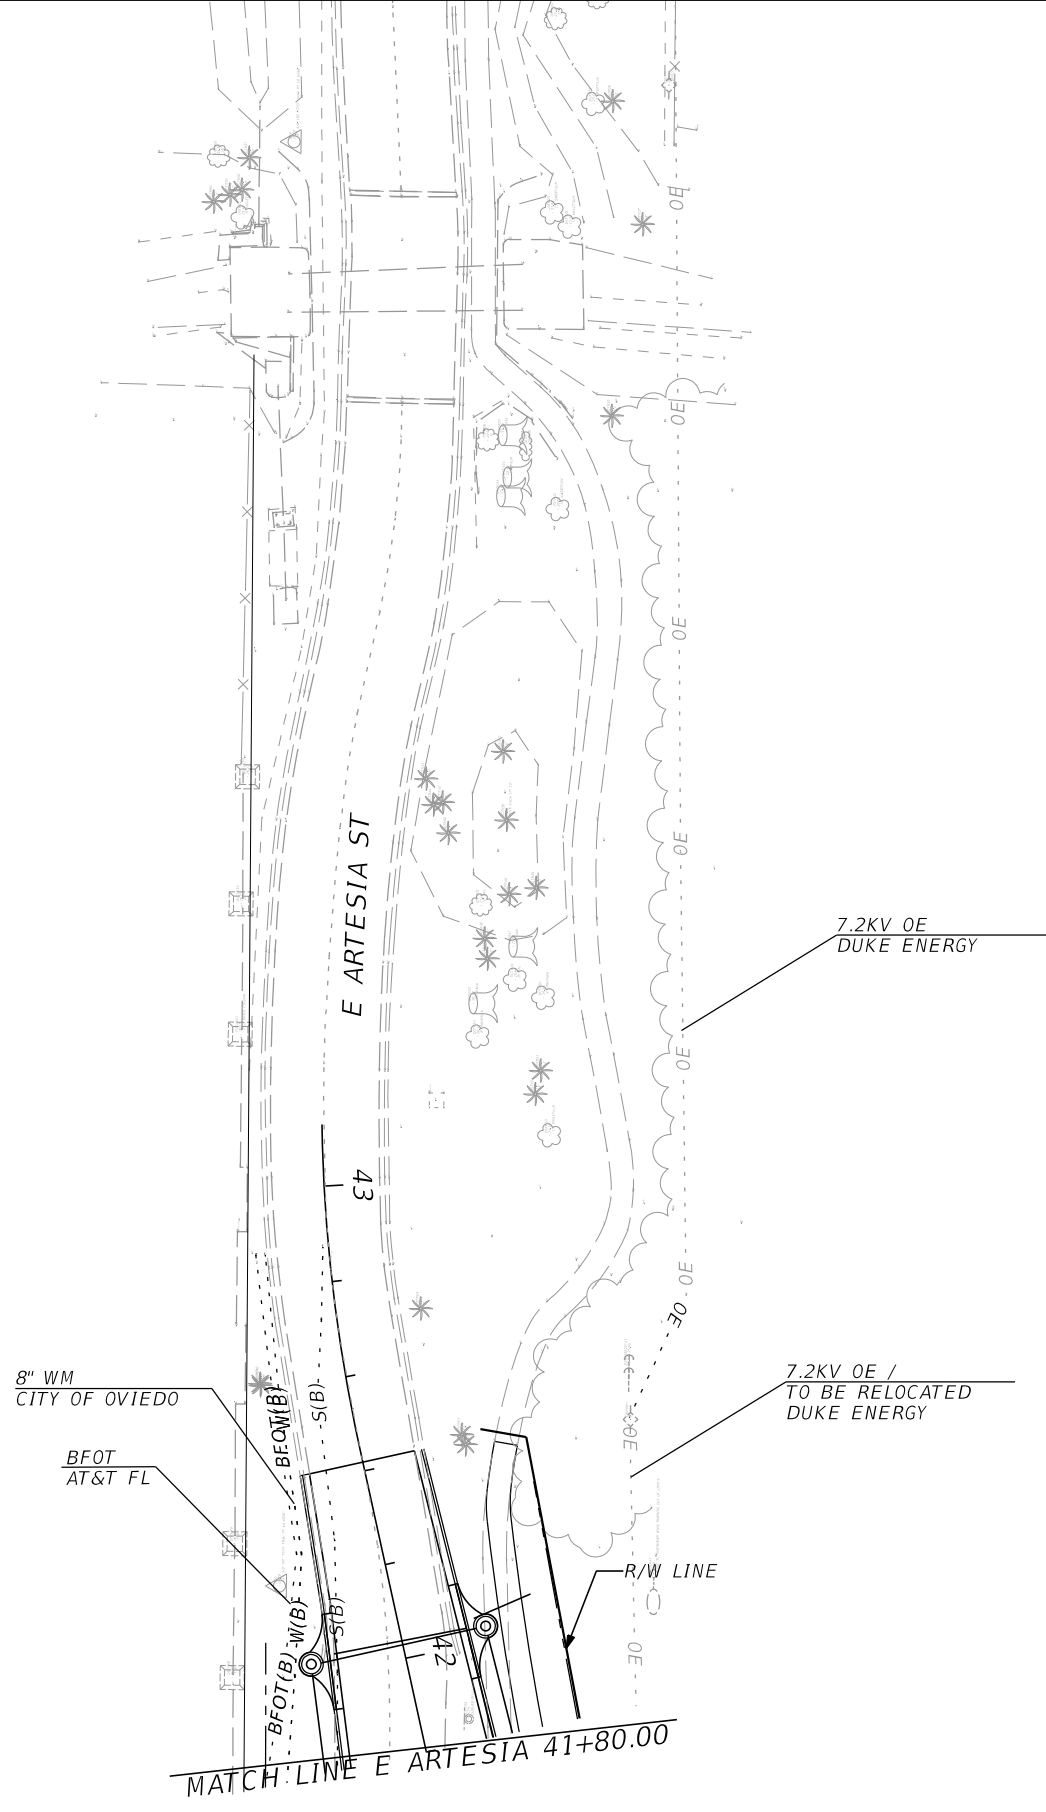 OE
OE
OE
E ARTESIA ST
OE
7.2KV OE
DUKE ENERGY
OE
43
OE
OE
8" WM
CITY OF OVIEDO
BFOT(B)
W(B)
S(B)
7.2KV OE /
TO BE RELOCATED
DUKE ENERGY
OE
BFOT
AT&T FL
R/W LINE
W(B)
S(B)
BFOT(B)
42
OE
MATCH LINE E ARTESIA 41+80.00